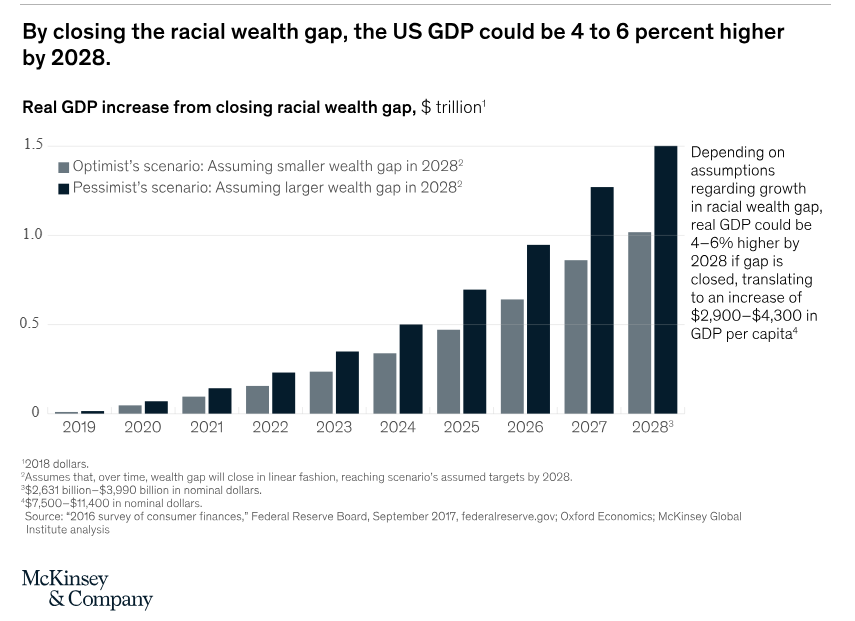 By closing the racial wealth gap, the US GDP could be 4 to 6 percent higher
by 2028.
Real GDP increase from closing racial wealth gap, $ trillion¹
1.5
1.0
0.5
0
Optimist's scenario: Assuming smaller wealth gap in 2028²
Pessimist's scenario: Assuming larger wealth gap in 2028²
2019
2020
2021
2022
2023
2024
2025
2026
2027
2028³
Depending on
assumptions
regarding growth
in racial wealth gap,
real GDP could be
4–6% higher by
2028 if gap is
closed, translating
to an increase of
$2,900–$4,300 in
GDP per capita⁴
¹2018 dollars.
²Assumes that, over time, wealth gap will close in linear fashion, reaching scenario's assumed targets by 2028.
³$2,631 billion–$3,990 billion in nominal dollars.
⁴$7,500–$11,400 in nominal dollars.
Source: "2016 survey of consumer finances," Federal Reserve Board, September 2017, federalreserve.gov; Oxford Economics; McKinsey Global
Institute analysis
McKinsey
& Company